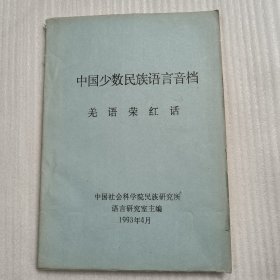 中国少数民族语言音档
羌语荣红话
中国社会科学院民族研究所
语言研究室主编
1993年4月